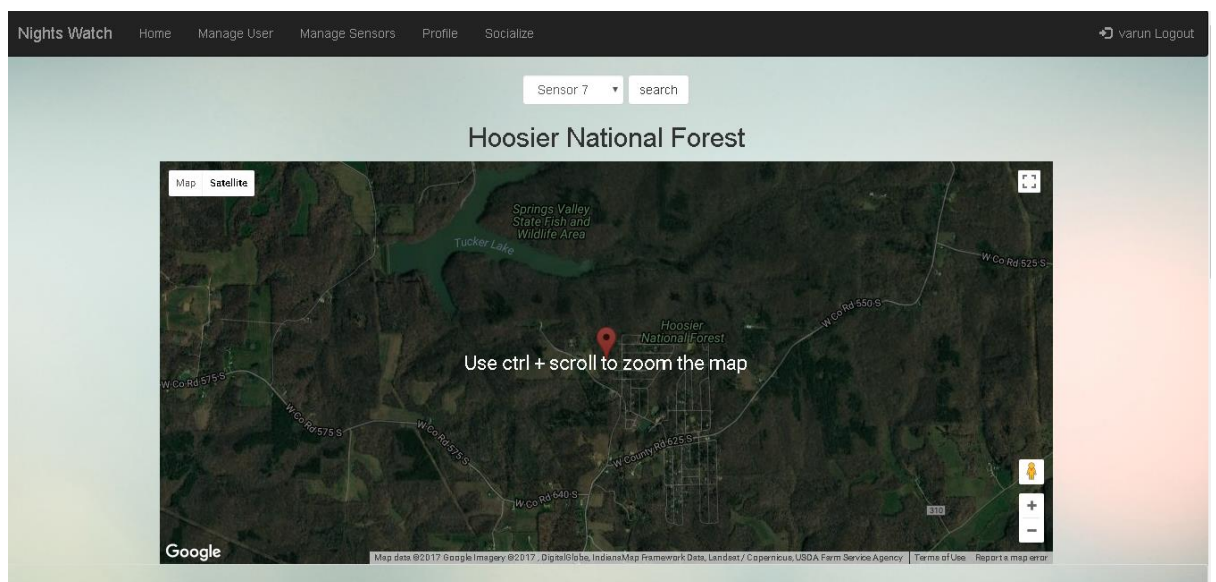 Nights Watch Home Manage User Manage Sensors Profile Socialize varun Logout
Sensor 7 search
Hoosier National Forest
Map Satellite
Springs Valley
State Fish and
Wildlife Area
Tucker Lake
W Co Rd 525 S
W Co Rd 550 S
Hoosier
National Forest
Use ctrl + scroll to zoom the map
W Co Rd 575 S
W Co Rd 575 S
W Co Rd 575 S
W County Rd 625 S
W Co Rd 640 S
310
+
−
Google
Map data ©2017 Google Imagery ©2017 , DigitalGlobe, IndianaMap Framework Data, Landsat / Copernicus, USDA Farm Service Agency Terms of Use Report a map error